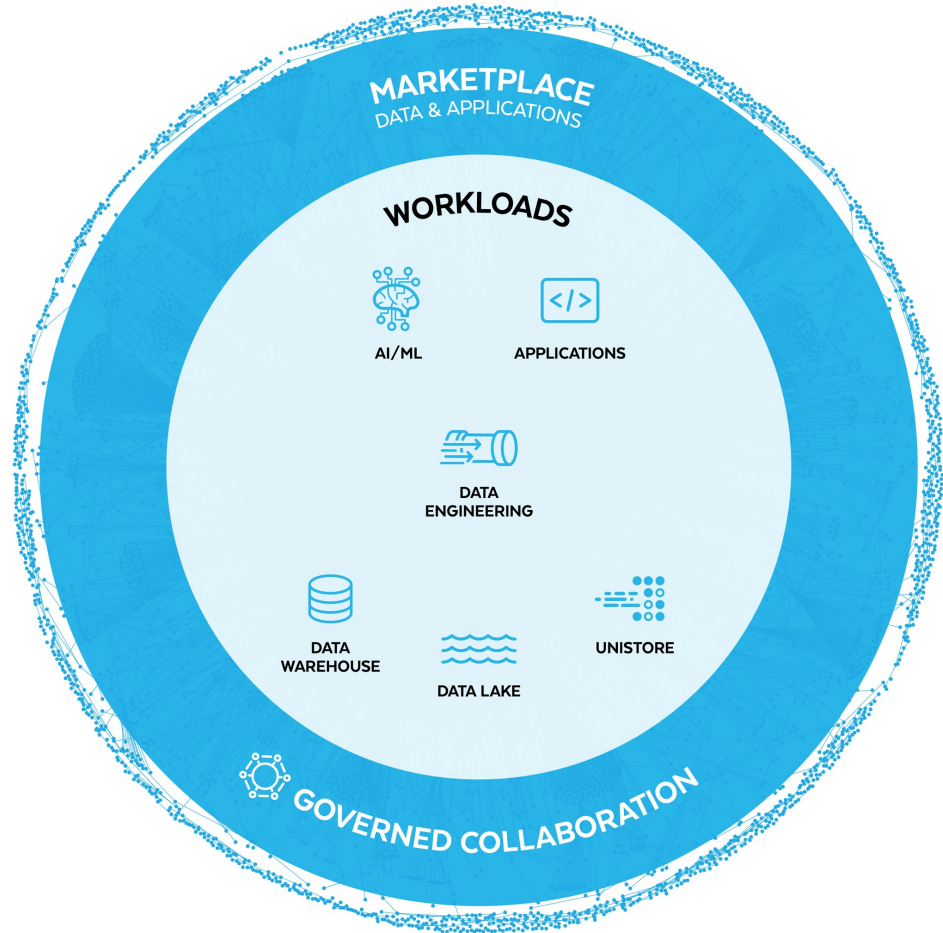 MARKETPLACE
DATA & APPLICATIONS
WORKLOADS
AI/ML
APPLICATIONS
DATA
ENGINEERING
DATA
WAREHOUSE
DATA LAKE
UNISTORE
GOVERNED COLLABORATION